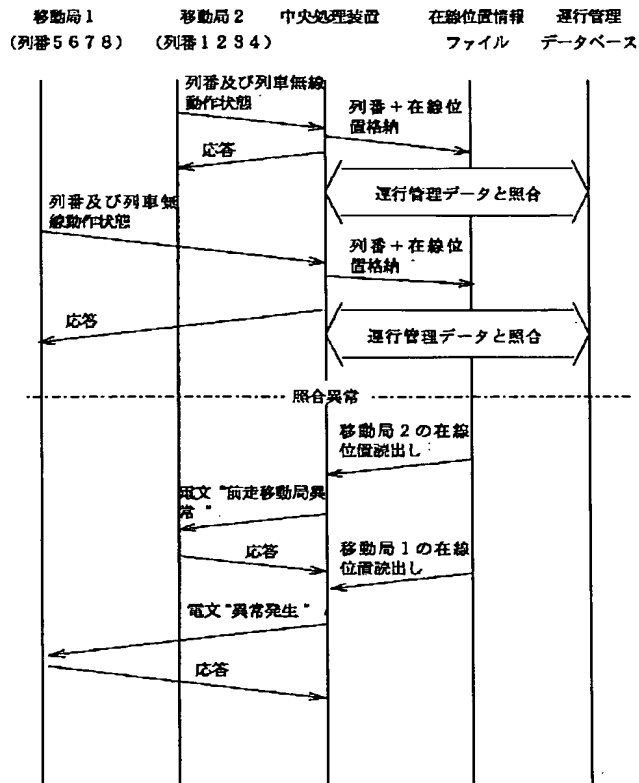 移動局1 移動局2 中央処理装置 在線位置情報 運行管理
(列番5678) (列番1234) ファイル データベース
列番及び列車無線
動作状態
列番+在線位
置格納
応答
運行管理データと照合
列番及び列車無
線動作状態
列番+在線位
置格納
応答
運行管理データと照合
照合異常
移動局2の在線
位置読出し
電文"前走移動局異
常"
応答
移動局1の在線
位置読出し
電文"異常発生"
応答